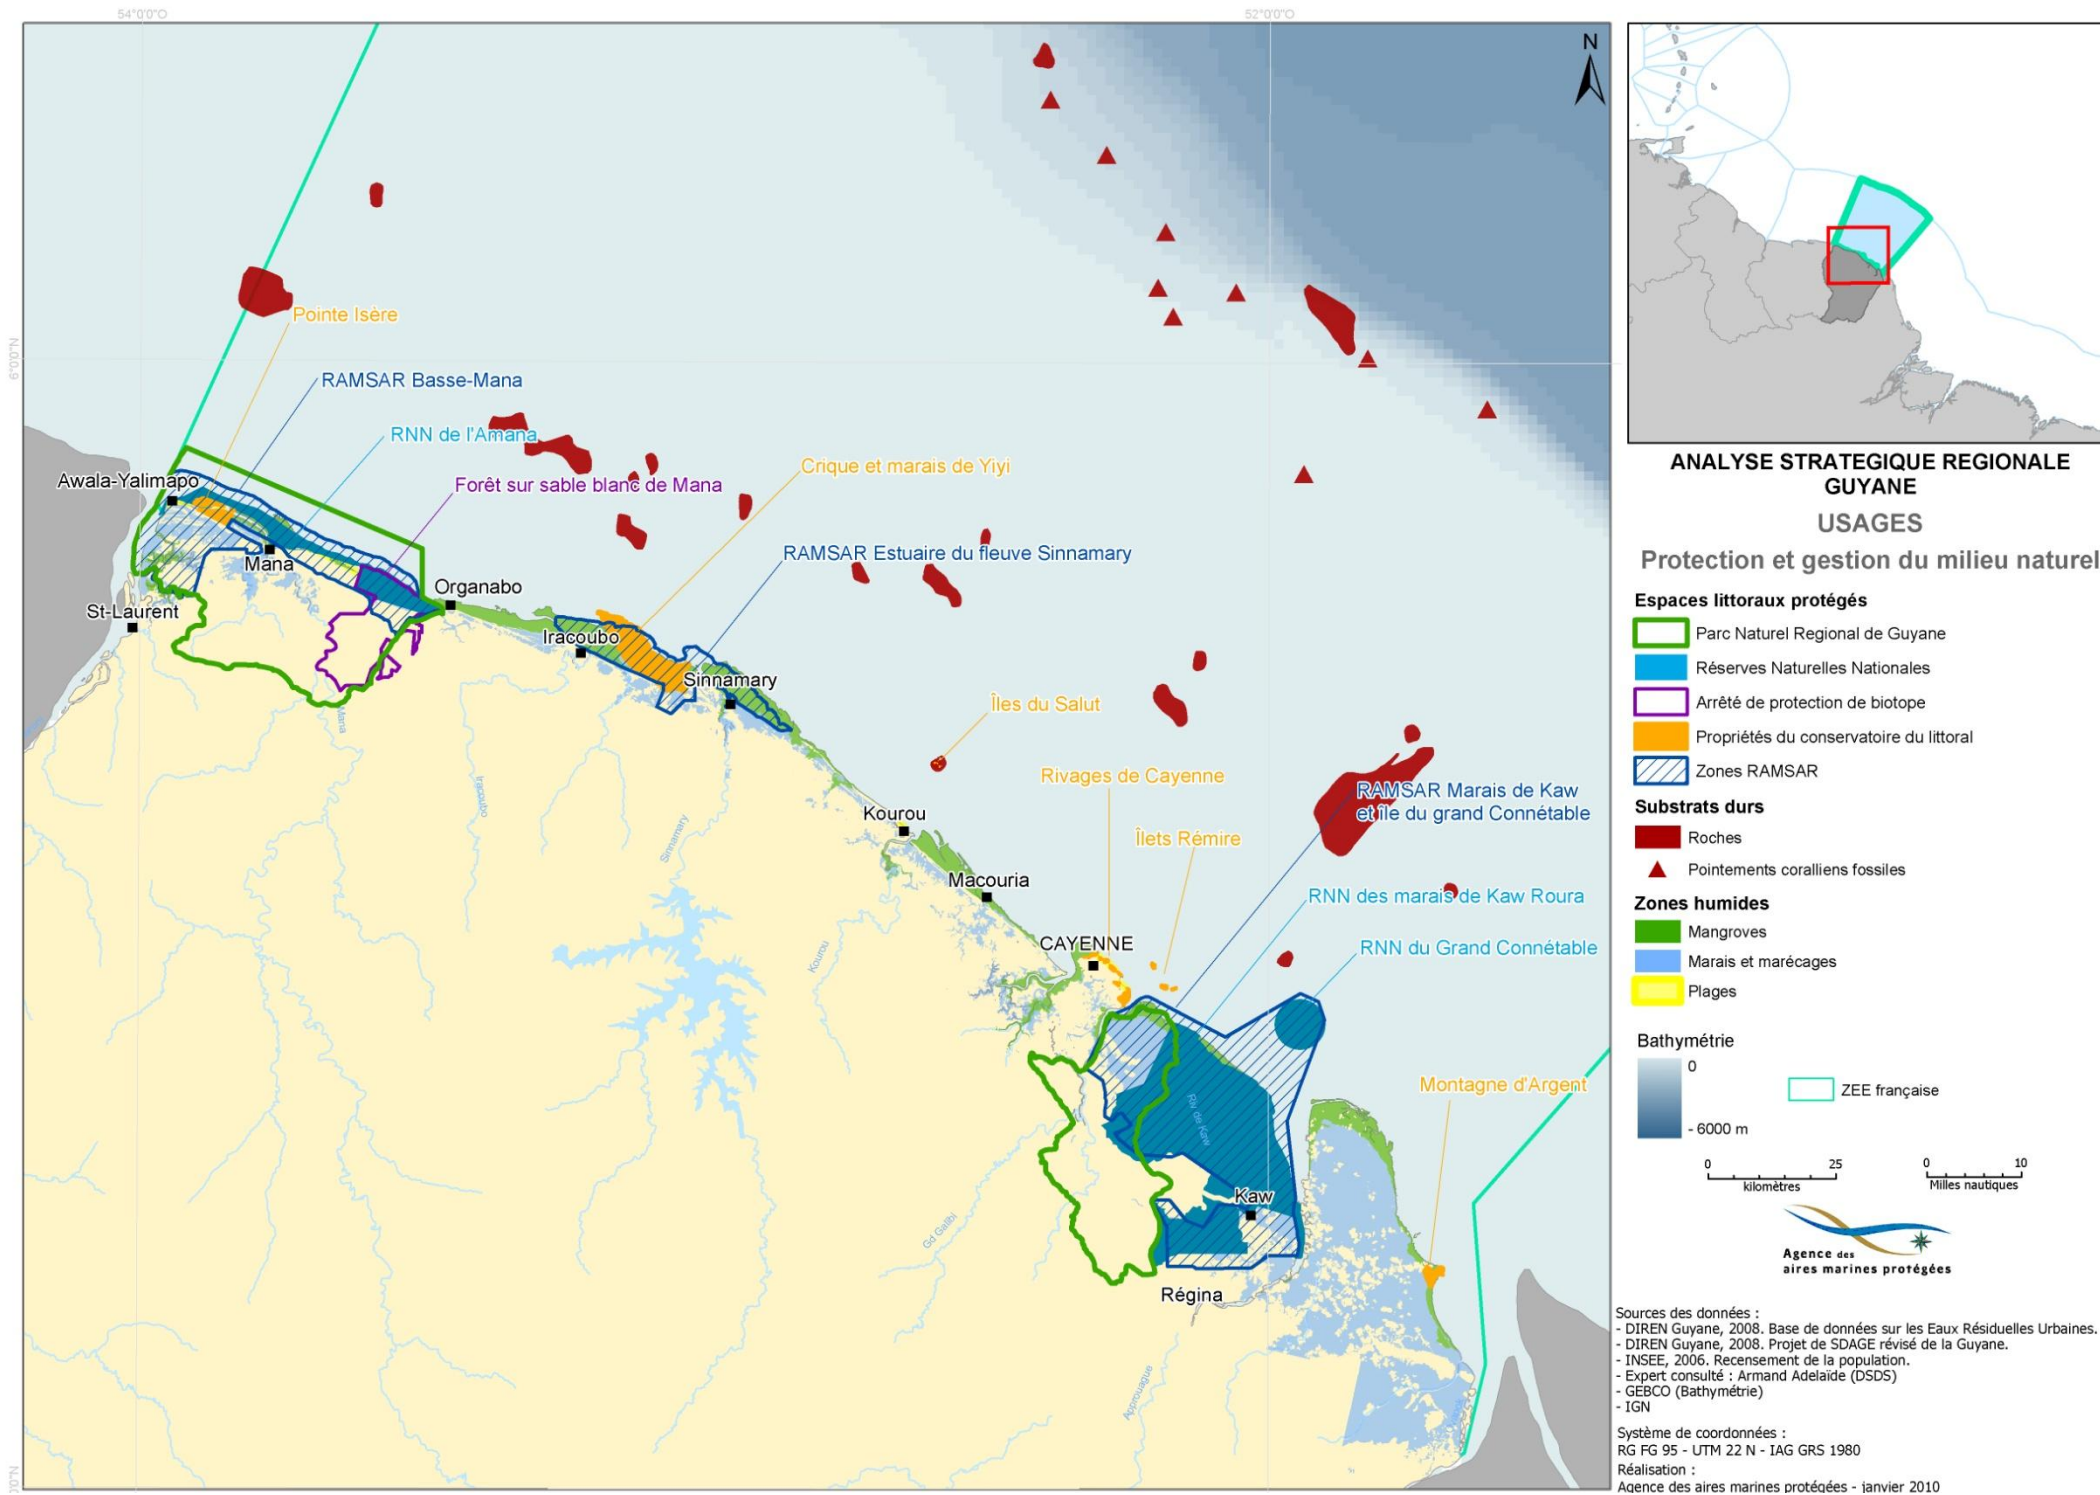 54°0'0"O
52°0'0"O
6°0'0"N
N
Pointe Isère
RAMSAR Basse-Mana
RNN de l'Amana
Forêt sur sable blanc de Mana
Crique et marais de Yiyi
RAMSAR Estuaire du fleuve Sinnamary
Awala-Yalimapo
Mana
St-Laurent
Organabo
Iracoubo
Sinnamary
Mana
Iracoubo
Sinnamary
Îles du Salut
Kourou
Rivages de Cayenne
Îlets Rémire
RAMSAR Marais de Kaw
et île du grand Connétable
Macouria
RNN des marais de Kaw Roura
CAYENNE
RNN du Grand Connétable
Kourou
Montagne d'Argent
Riv de Kaw
Kaw
Gd Galibi
Régina
Approuague
ANALYSE STRATEGIQUE REGIONALE
GUYANE
USAGES
Protection et gestion du milieu naturel
Espaces littoraux protégés
Parc Naturel Regional de Guyane
Réserves Naturelles Nationales
Arrêté de protection de biotope
Propriétés du conservatoire du littoral
Zones RAMSAR
Substrats durs
Roches
Pointements coralliens fossiles
Zones humides
Mangroves
Marais et marécages
Plages
Bathymétrie
0
- 6000 m
ZEE française
0 25
kilomètres
0 10
Milles nautiques
Agence des
aires marines protégées
Sources des données :
- DIREN Guyane, 2008. Base de données sur les Eaux Résiduelles Urbaines.
- DIREN Guyane, 2008. Projet de SDAGE révisé de la Guyane.
- INSEE, 2006. Recensement de la population.
- Expert consulté : Armand Adelaïde (DSDS)
- GEBCO (Bathymétrie)
- IGN
Système de coordonnées :
RG FG 95 - UTM 22 N - IAG GRS 1980
Réalisation :
Agence des aires marines protégées - janvier 2010